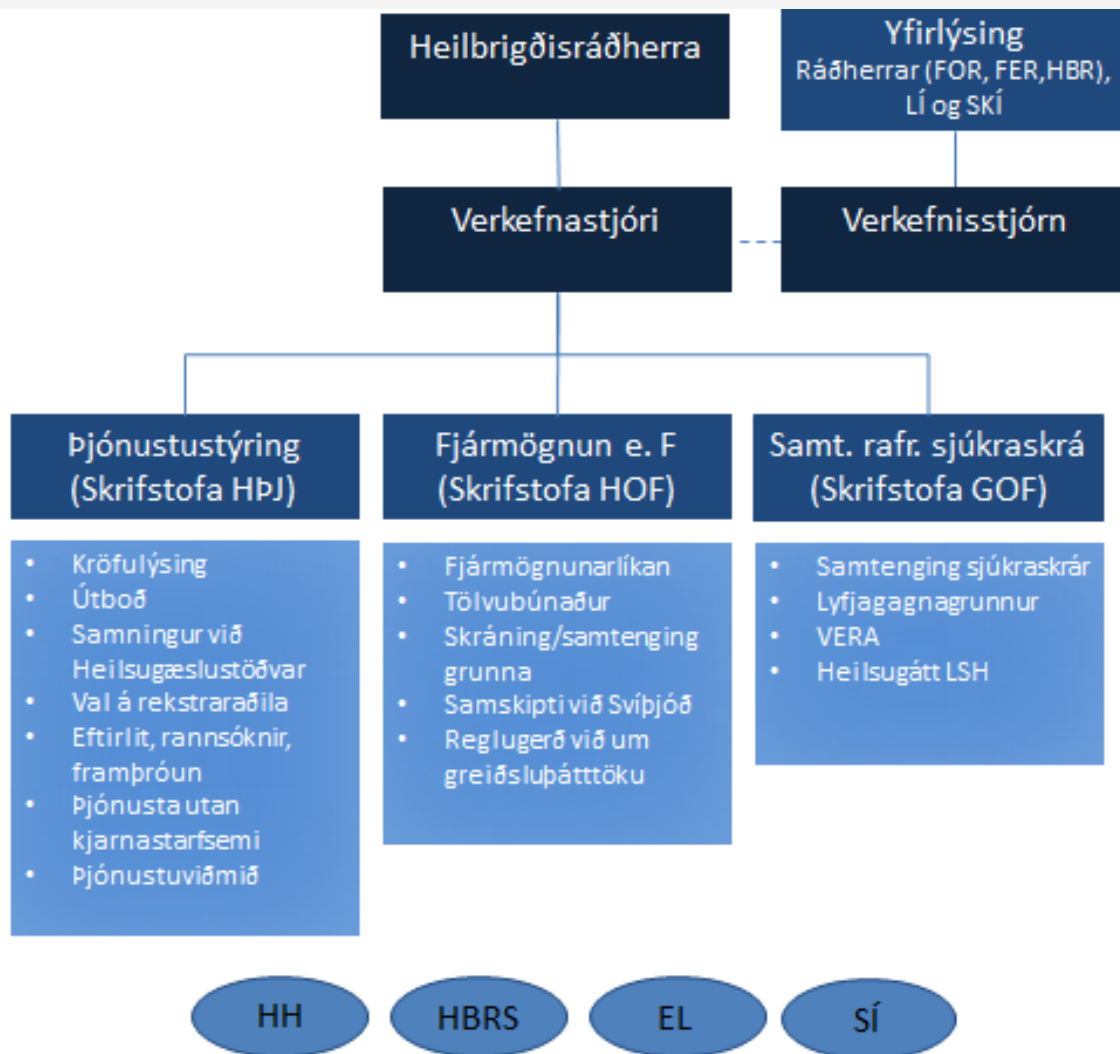 Heilbrigðisráðherra
Yfirlýsing
Ráðherrar (FOR, FER,HBR),
LÍ og SKÍ
Verkefnastjóri
Verkefnisstjórn
Þjónustustýring
(Skrifstofa HÞJ)
• Kröfulýsing
• Útboð
• Samningur við
Heilsugæslustöðvar
• Val á rekstraraðila
• Eftirlit, rannsóknir,
framþróun
• Þjónusta utan
kjarnastarfsemi
• Þjónustuviðmið
Fjármögnun e. F
(Skrifstofa HOF)
• Fjármögnunarlíkan
• Tölvubúnaður
• Skráning/samtenging
grunna
• Samskipti við Svíþjóð
• Reglugerð við um
greiðsluþátttöku
Samt. rafr. sjúkraskrá
(Skrifstofa GOF)
• Samtenging sjúkraskrár
• Lyfjagagnagrunnur
• VERA
• Heilsugátt LSH
HH
HBRS
EL
SÍ